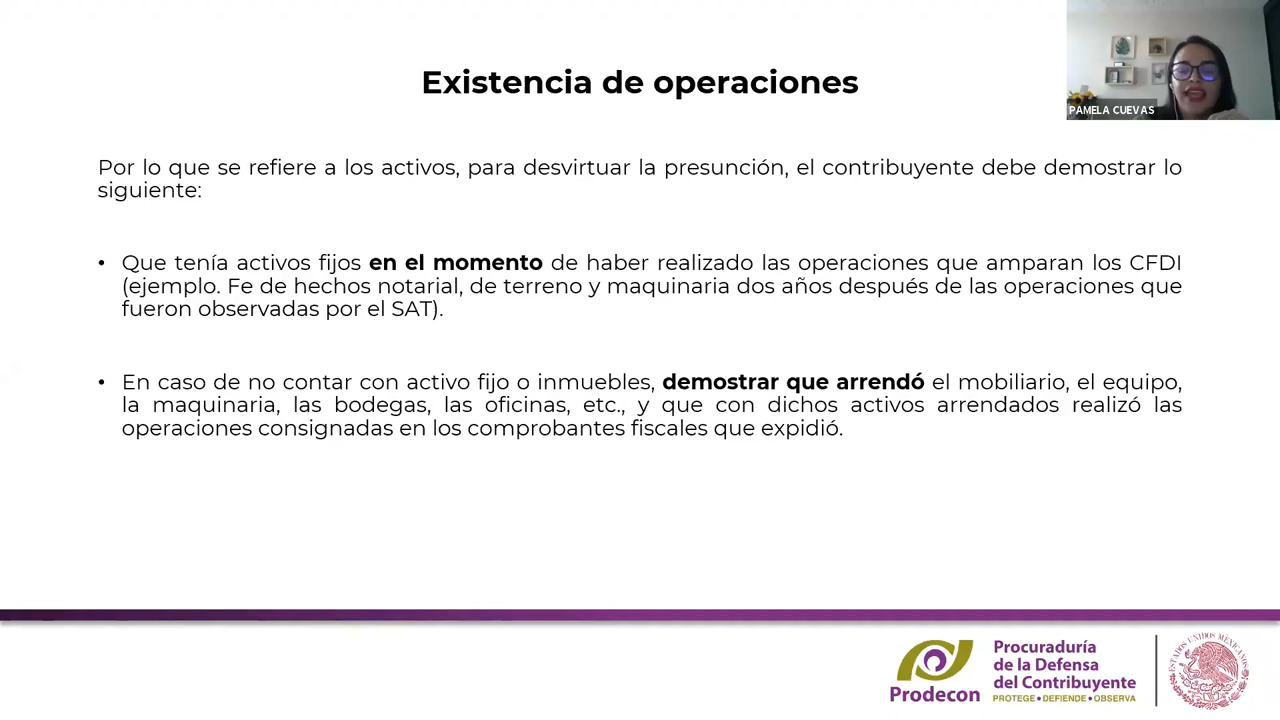 Existencia de operaciones
PAMELA CUEVAS
Por lo que se refiere a los activos, para desvirtuar la presunción, el contribuyente debe demostrar lo
siguiente:
• Que tenía activos fijos en el momento de haber realizado las operaciones que amparan los CFDI
(ejemplo. Fe de hechos notarial, de terreno y maquinaria dos años después de las operaciones que
fueron observadas por el SAT).
• En caso de no contar con activo fijo o inmuebles, demostrar que arrendó el mobiliario, el equipo,
la maquinaria, las bodegas, las oficinas, etc., y que con dichos activos arrendados realizó las
operaciones consignadas en los comprobantes fiscales que expidió.
Prodecon
Procuraduría
de la Defensa
del Contribuyente
PROTEGE • DEFIENDE • OBSERVA
ESTADOS UNIDOS MEXICANOS